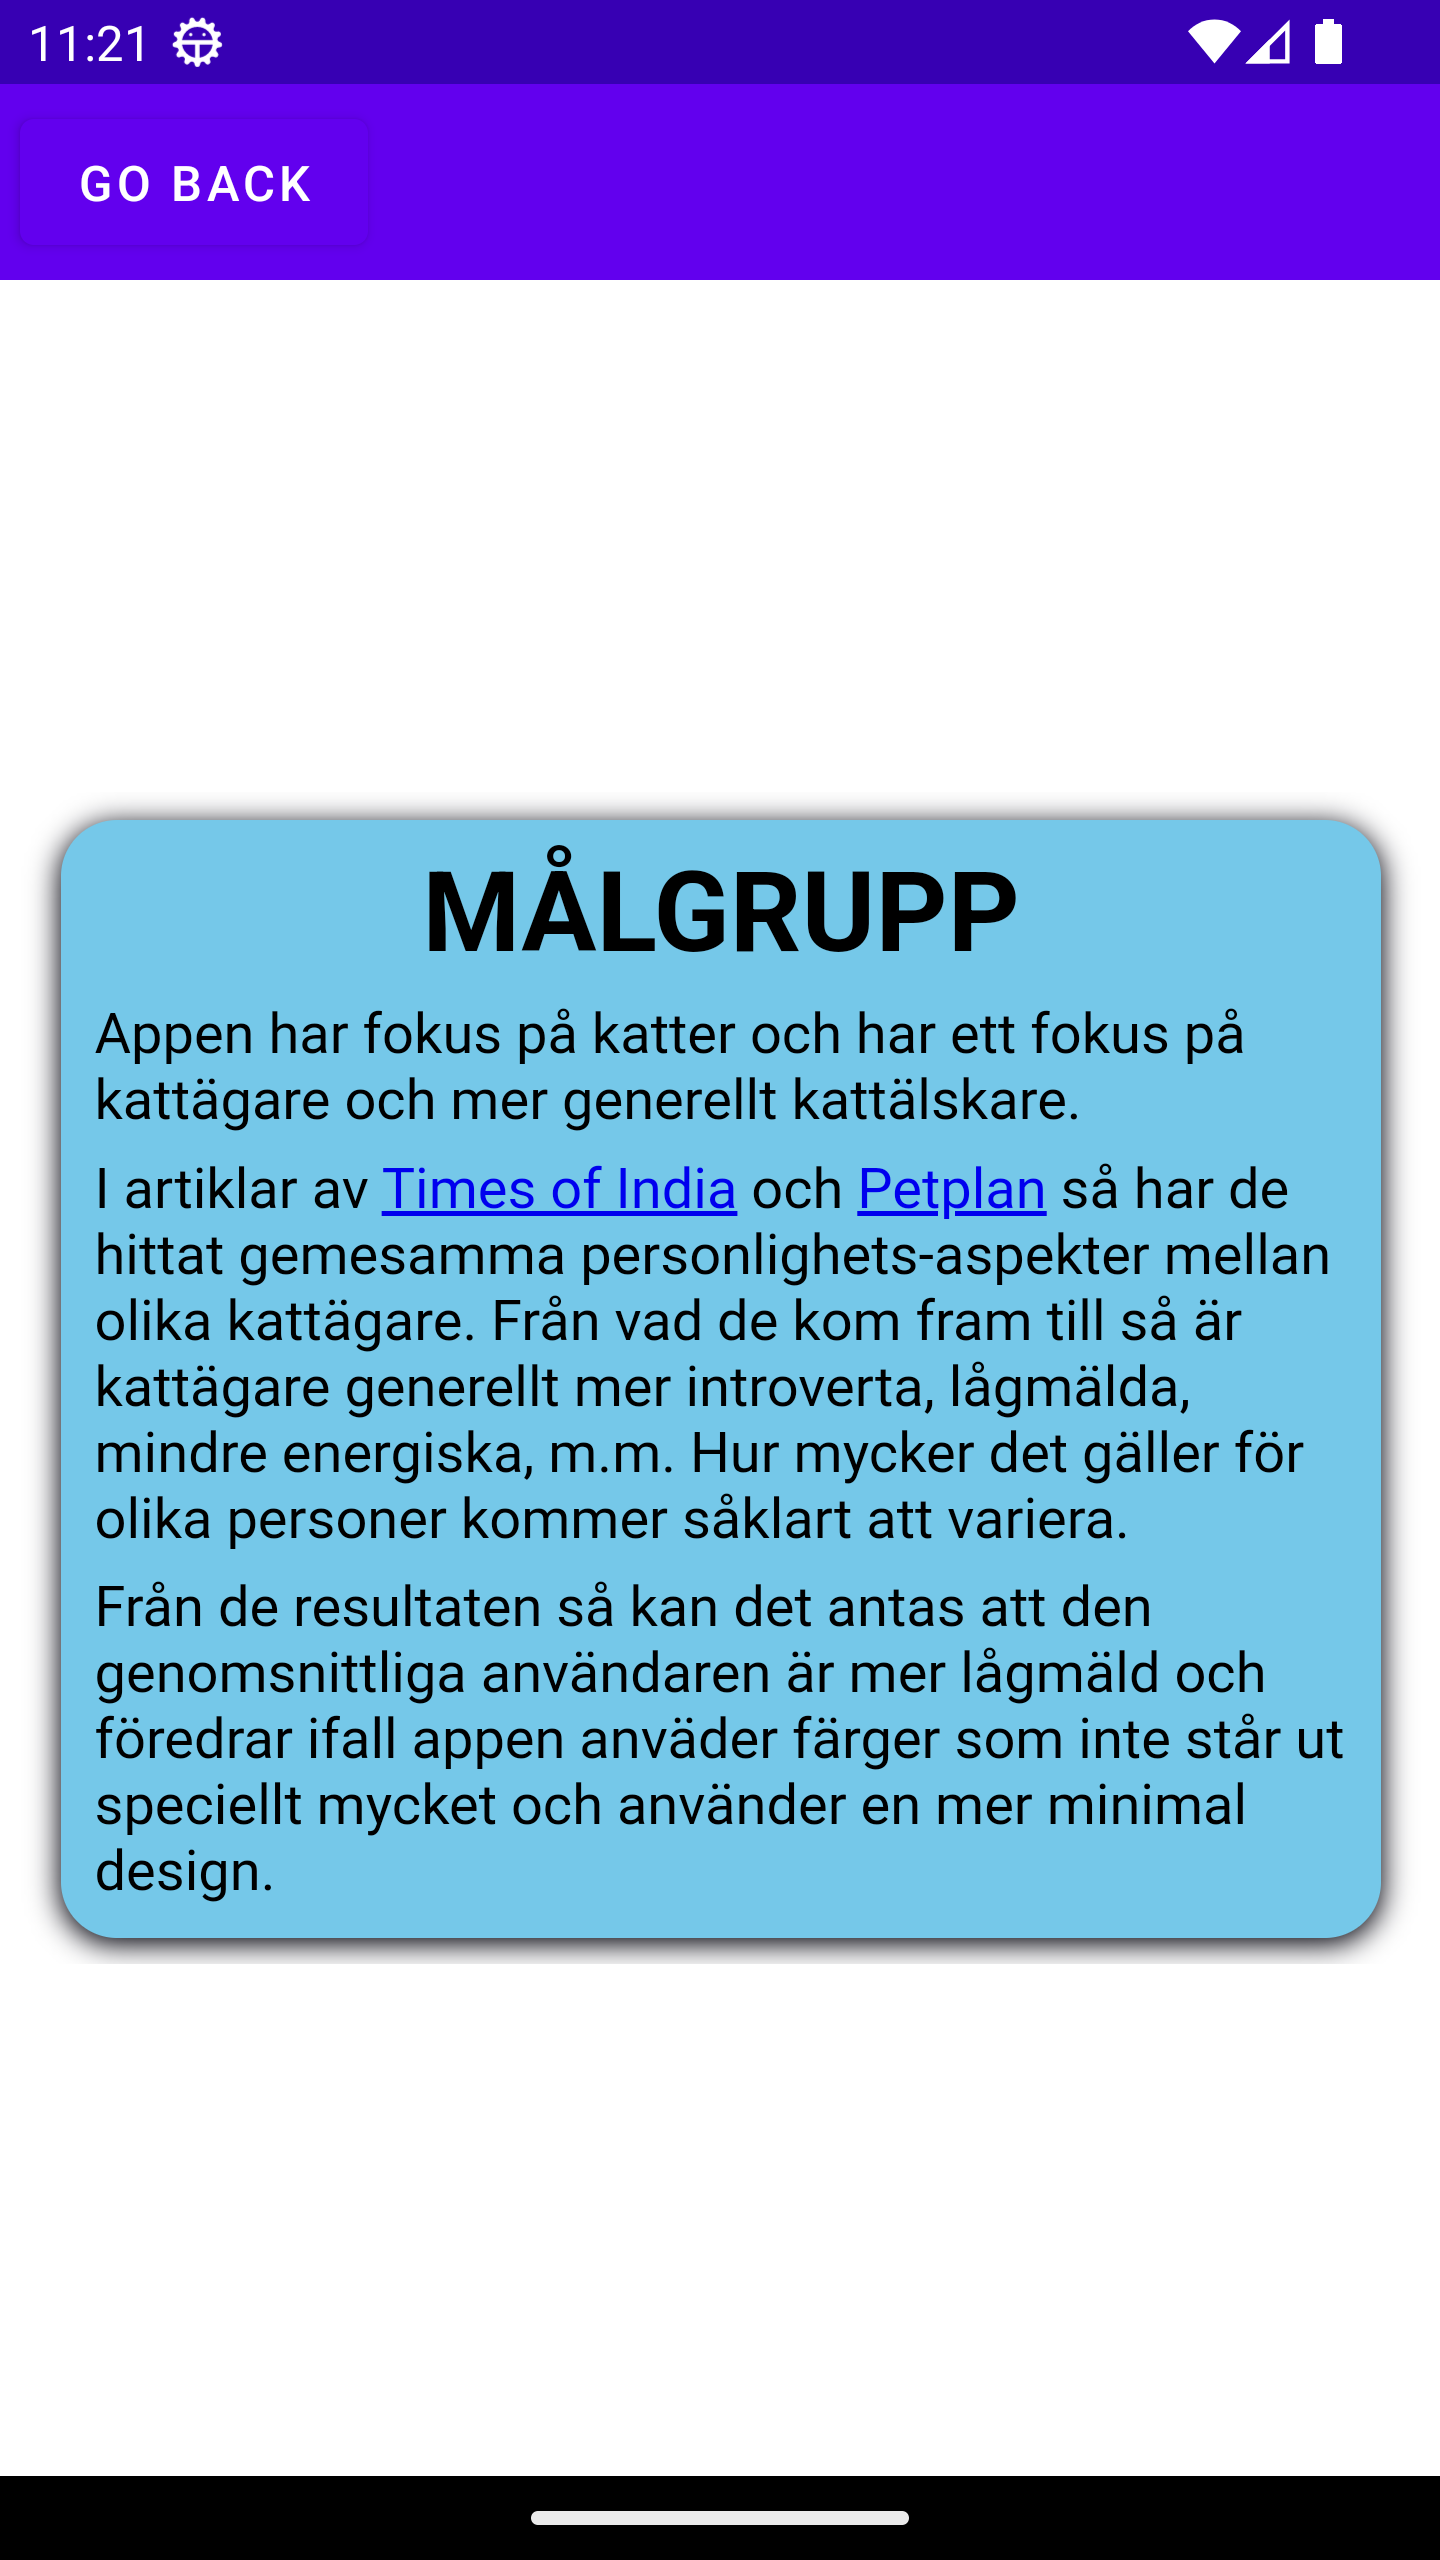 11:21
GO BACK
MÅLGRUPP
Appen har fokus på katter och har ett fokus på
kattägare och mer generellt kattälskare.
I artiklar av Times of India och Petplan så har de
hittat gemesamma personlighets-aspekter mellan
olika kattägare. Från vad de kom fram till så är
kattägare generellt mer introverta, lågmälda,
mindre energiska, m.m. Hur mycker det gäller för
olika personer kommer såklart att variera.
Från de resultaten så kan det antas att den
genomsnittliga användaren är mer lågmäld och
föredrar ifall appen anväder färger som inte står ut
speciellt mycket och använder en mer minimal
design.